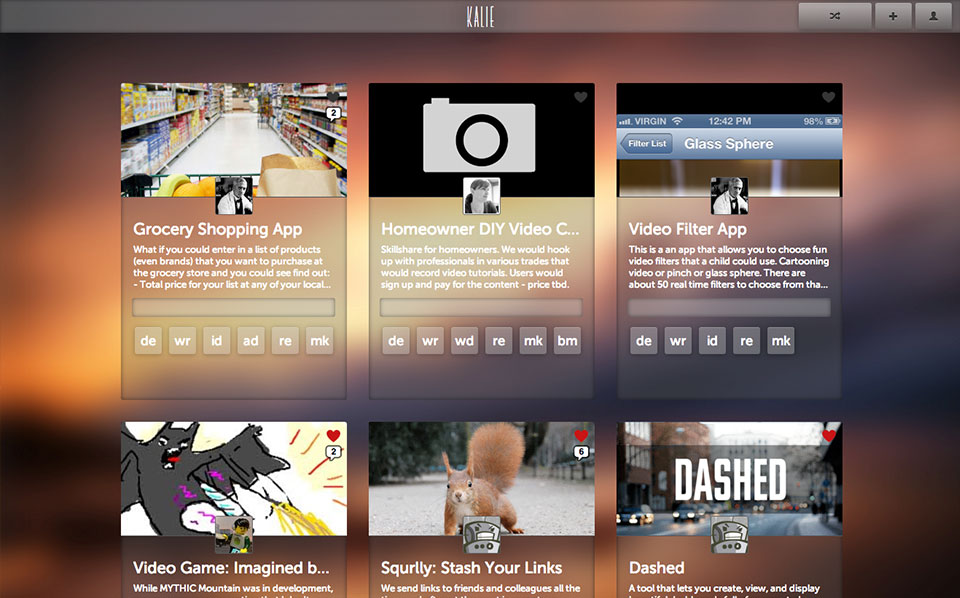 KALIE
2
VIRGIN 12:42 PM 98%
Filter List Glass Sphere
Grocery Shopping App
What if you could enter in a list of products
(even brands) that you want to purchase at
the grocery store and you could see find out:
- Total price for your list at any of your local...
de wr id ad re mk
Homeowner DIY Video C...
Skillshare for homeowners. We would hook
up with professionals in various trades that
would record video tutorials. Users would
sign up and pay for the content - price tbd.
de wr wd re mk bm
Video Filter App
This is a an app that allows you to choose fun
video filters that a child could use. Cartooning
video or pinch or glass sphere. There are
about 50 real time filters to choose from tha...
de wr id re mk
2
Video Game: Imagined b...
While MYTHIC Mountain was in development,
6
Squrlly: Stash Your Links
We send links to friends and colleagues all the
DASHED
Dashed
A tool that lets you create, view, and display